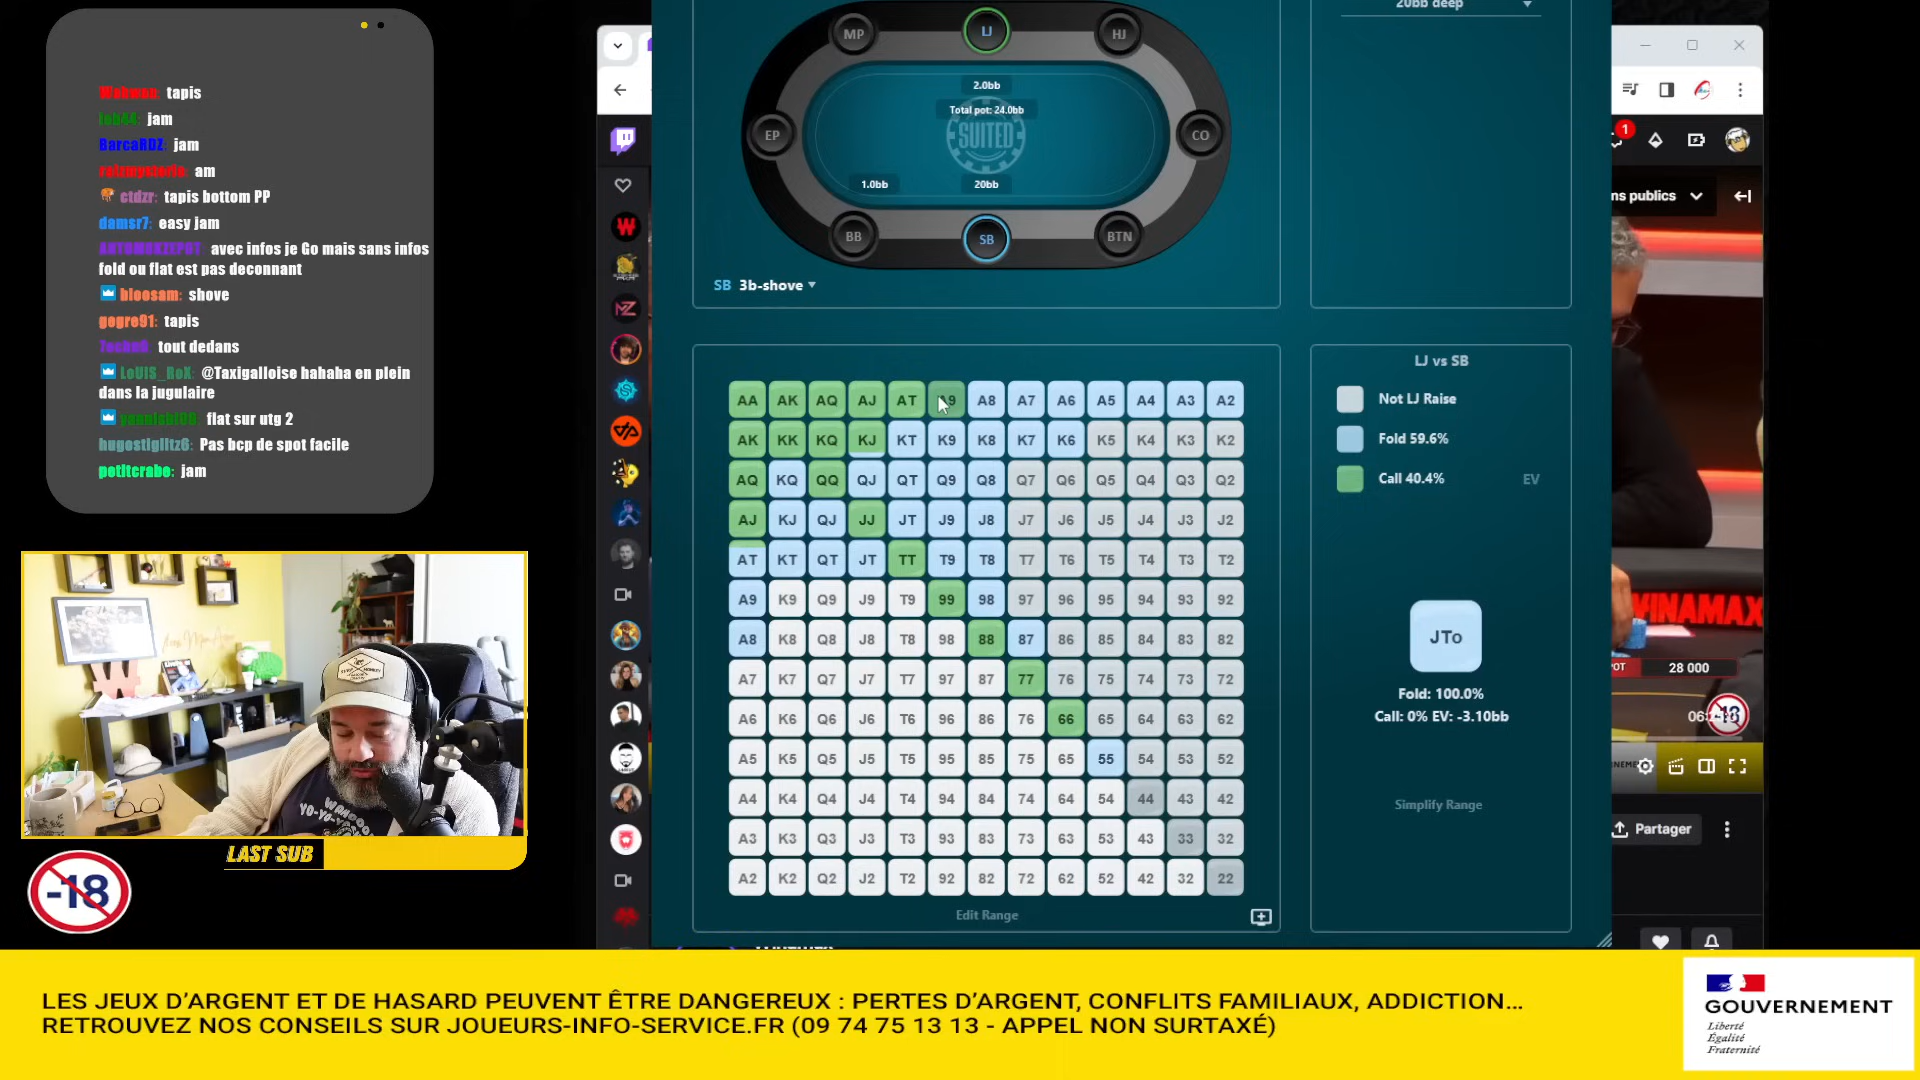 Wabwou: tapis
jam
BarcaRDZ: jam
am
ctdzr: tapis bottom PP
damsr7: easy jam
avec infos je Go mais sans infos
fold ou flat est pas deconnant
bloosam: shove
gogro91: tapis
tout dedans
LoUIS_RoX: @Taxigalloise hahaha en plein
dans la jugulaire
flat sur utg 2
hugostiglitz6: Pas bcp de spot facile
potitcrabe: jam
LAST SUB
-18
20bb deep
MP
LJ
HJ
2.0bb
Total pot: 24.0bb
SUITED
EP
CO
1.0bb
20bb
BB
SB
BTN
SB 3b-shove
AA AK AQ AJ AT A9 A8 A7 A6 A5 A4 A3 A2
AK KK KQ KJ KT K9 K8 K7 K6 K5 K4 K3 K2
AQ KQ QQ QJ QT Q9 Q8 Q7 Q6 Q5 Q4 Q3 Q2
AJ KJ QJ JJ JT J9 J8 J7 J6 J5 J4 J3 J2
AT KT QT JT TT T9 T8 T7 T6 T5 T4 T3 T2
A9 K9 Q9 J9 T9 99 98 97 96 95 94 93 92
A8 K8 Q8 J8 T8 98 88 87 86 85 84 83 82
A7 K7 Q7 J7 T7 97 87 77 76 75 74 73 72
A6 K6 Q6 J6 T6 96 86 76 66 65 64 63 62
A5 K5 Q5 J5 T5 95 85 75 65 55 54 53 52
A4 K4 Q4 J4 T4 94 84 74 64 54 44 43 42
A3 K3 Q3 J3 T3 93 83 73 63 53 43 33 32
A2 K2 Q2 J2 T2 92 82 72 62 52 42 32 22
Edit Range
LJ vs SB
Not LJ Raise
Fold 59.6%
Call 40.4% EV
JTo
Fold: 100.0%
Call: 0% EV: -3.10bb
Simplify Range
1
ns publics
VINAMAX
POT 28 000
Partager
LES JEUX D'ARGENT ET DE HASARD PEUVENT ÊTRE DANGEREUX : PERTES D'ARGENT, CONFLITS FAMILIAUX, ADDICTION...
RETROUVEZ NOS CONSEILS SUR JOUEURS-INFO-SERVICE.FR (09 74 75 13 13 - APPEL NON SURTAXÉ)
GOUVERNEMENT
Liberté
Égalité
Fraternité